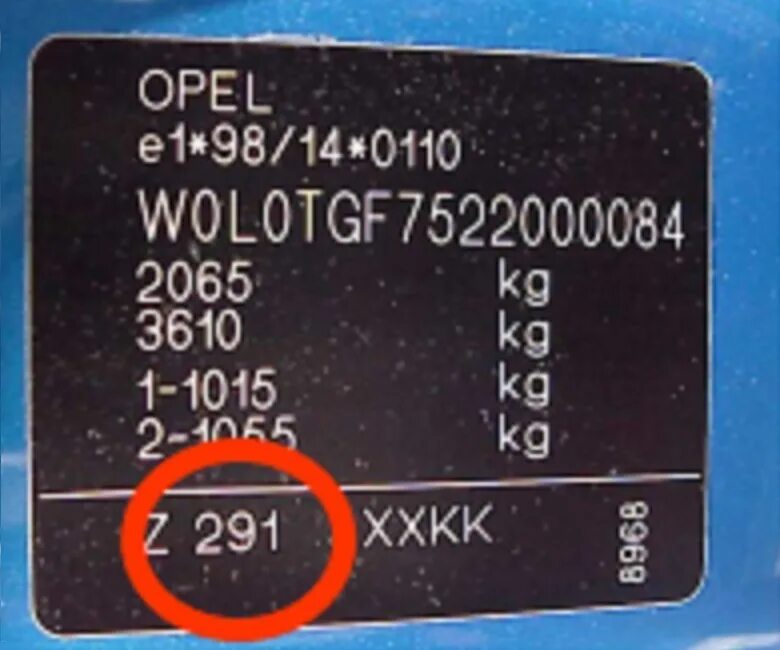 OPEL
e1*98/14*0110
W0L0TGF7522000084
2065 kg
3610 kg
1-1015 kg
2-1055 kg
Z 291 XXKK
8968